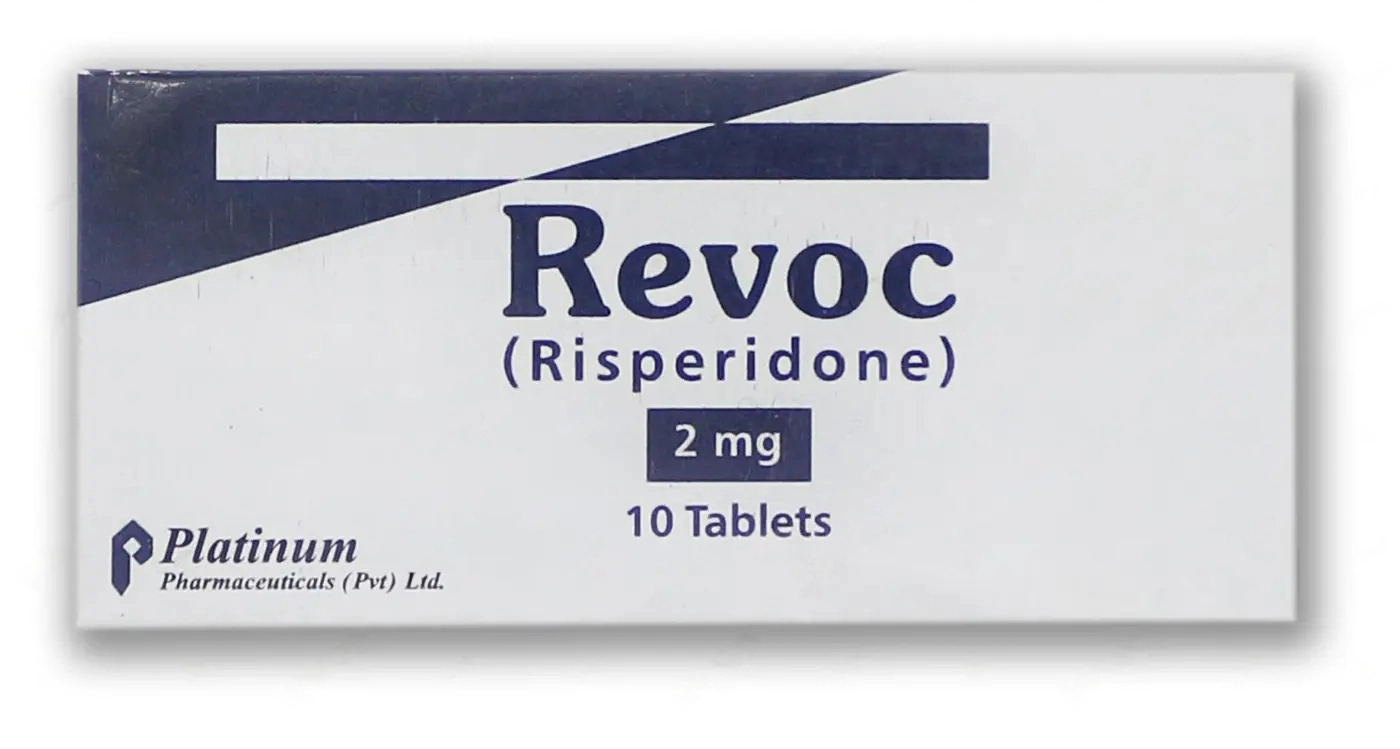 Revoc
(Risperidone)
2 mg
10 Tablets
Platinum
Pharmaceuticals (Pvt) Ltd.